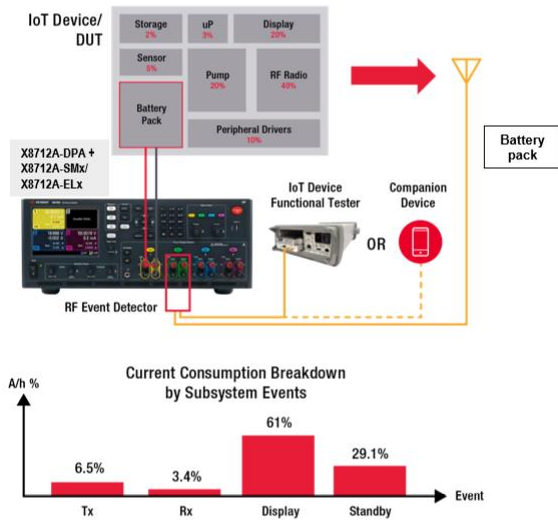 IoT Device/
DUT
Storage
2%
uP
3%
Display
20%
Sensor
5%
Pump
20%
RF Radio
40%
Battery
Pack
Peripheral Drivers
10%
Battery
pack
X8712A-DPA +
X8712A-SMx/
X8712A-ELx
IoT Device
Functional Tester
OR
Companion
Device
RF Event Detector
Current Consumption Breakdown
by Subsystem Events
A/h %
6.5%
3.4%
61%
29.1%
Tx
Rx
Display
Standby
Event